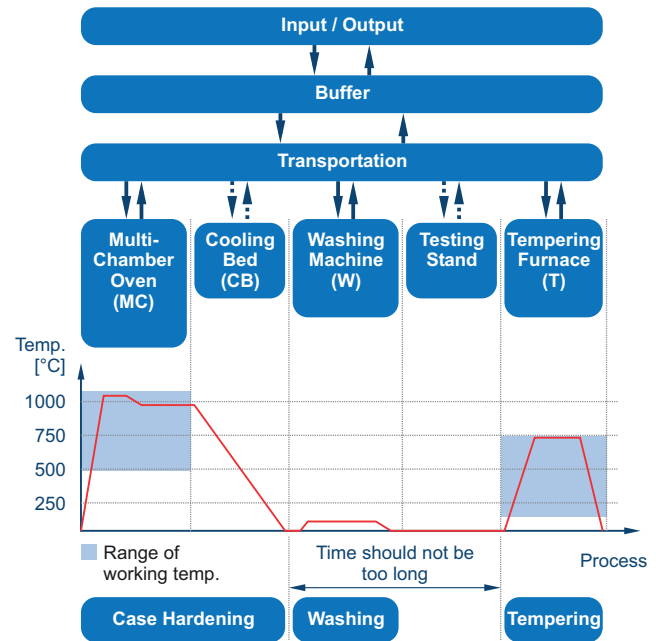 Input / Output
Buffer
Transportation
Multi-
Chamber
Oven
(MC)
Cooling
Bed
(CB)
Washing
Machine
(W)
Testing
Stand
Tempering
Furnace
(T)
Temp.
[°C]
1000
750
500
250
Range of
working temp.
Time should not be
too long
Process
Case Hardening
Washing
Tempering